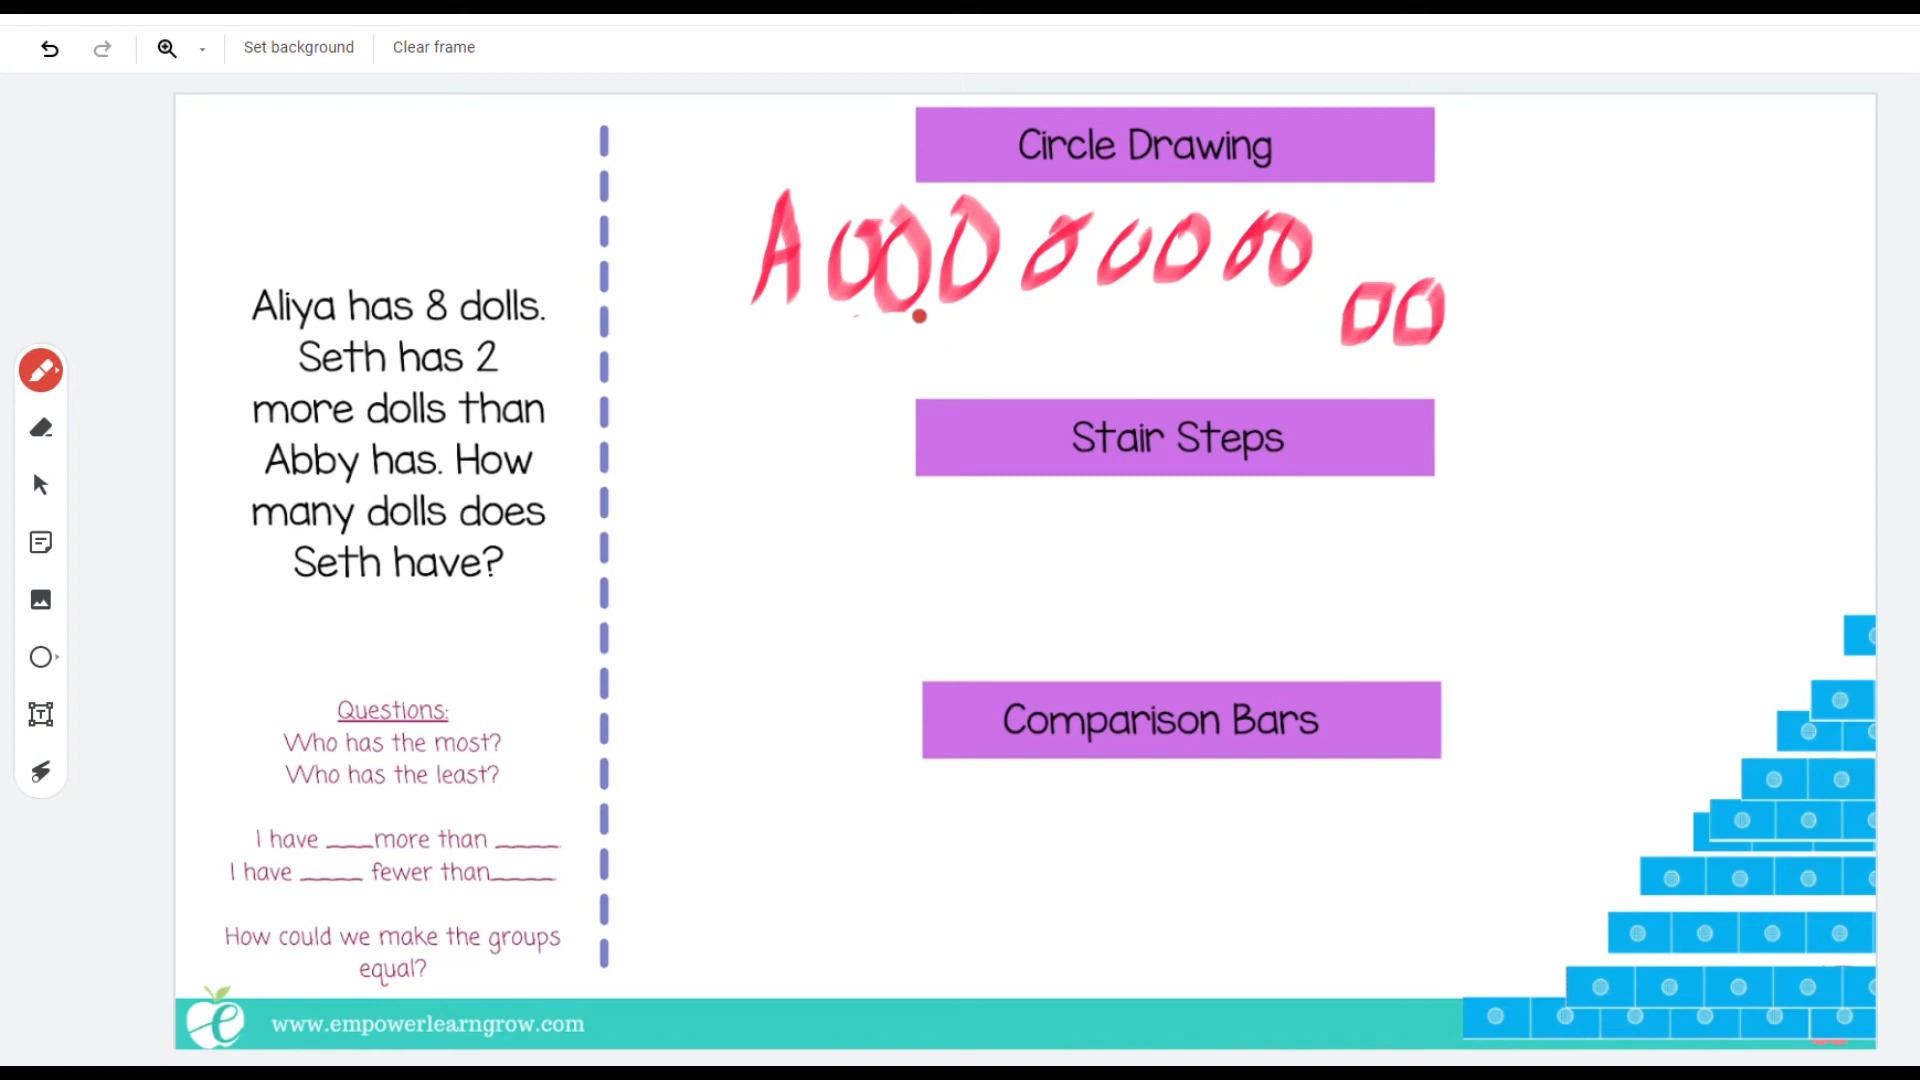 Set background Clear frame
Circle Drawing
A
Aliya has 8 dolls.
Seth has 2
more dolls than
Abby has. How
many dolls does
Seth have?
Stair Steps
Comparison Bars
Questions:
Who has the most?
Who has the least?
I have ____more than _____
I have _____ fewer than_____
How could we make the groups
equal?
www.empowerlearngrow.com